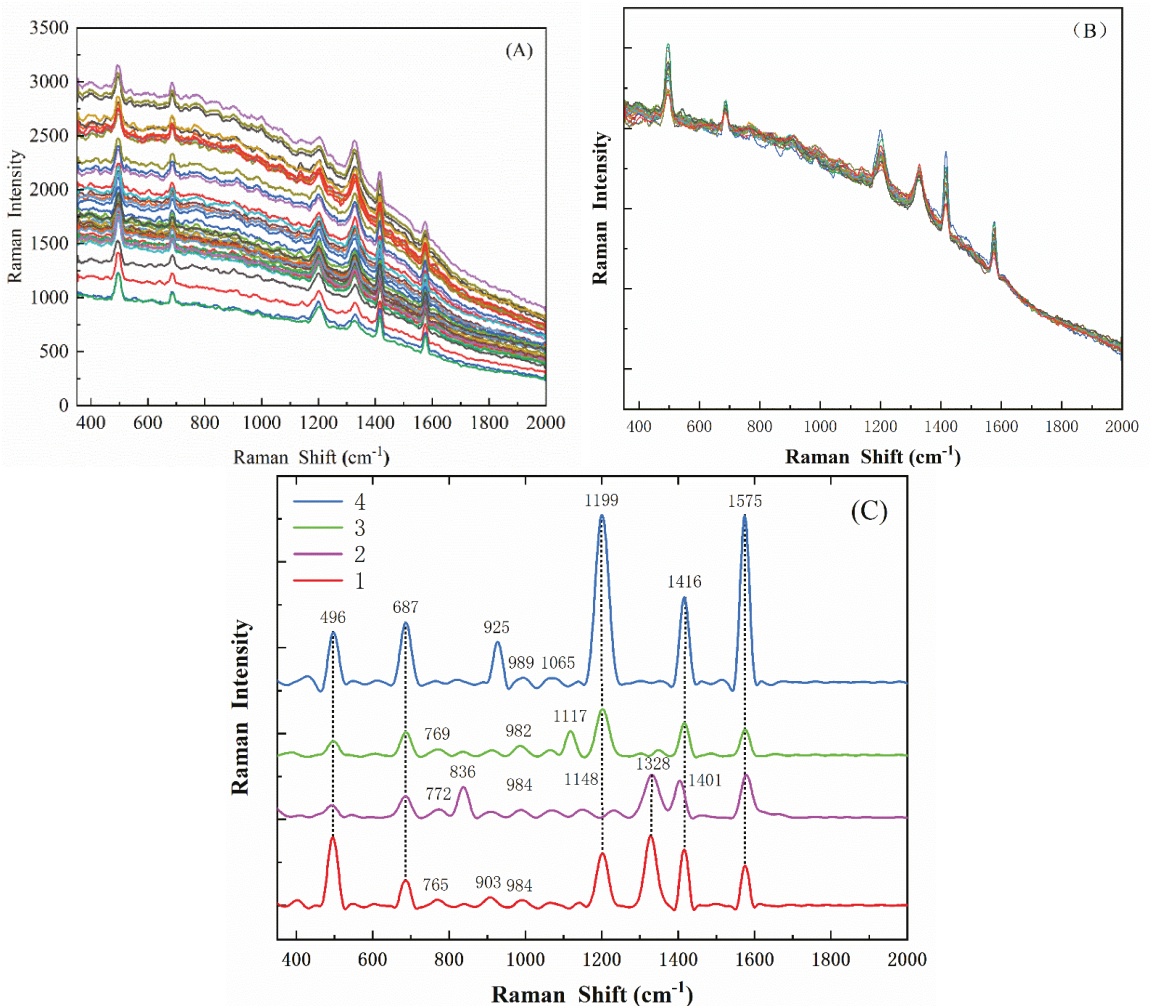 (A)
3500
3000
2500
2000
1500
1000
500
0
Raman Intensity
400 600 800 1000 1200 1400 1600 1800 2000
Raman Shift (cm⁻¹)
(B)
Raman Intensity
400 600 800 1000 1200 1400 1600 1800 2000
Raman Shift (cm⁻¹)
(C)
4
3
2
1
1199 1575
496 687 925 989 1065 1416
769 982 1117
772 836 984 1148 1328 1401
765 903 984
Raman Intensity
400 600 800 1000 1200 1400 1600 1800 2000
Raman Shift (cm⁻¹)